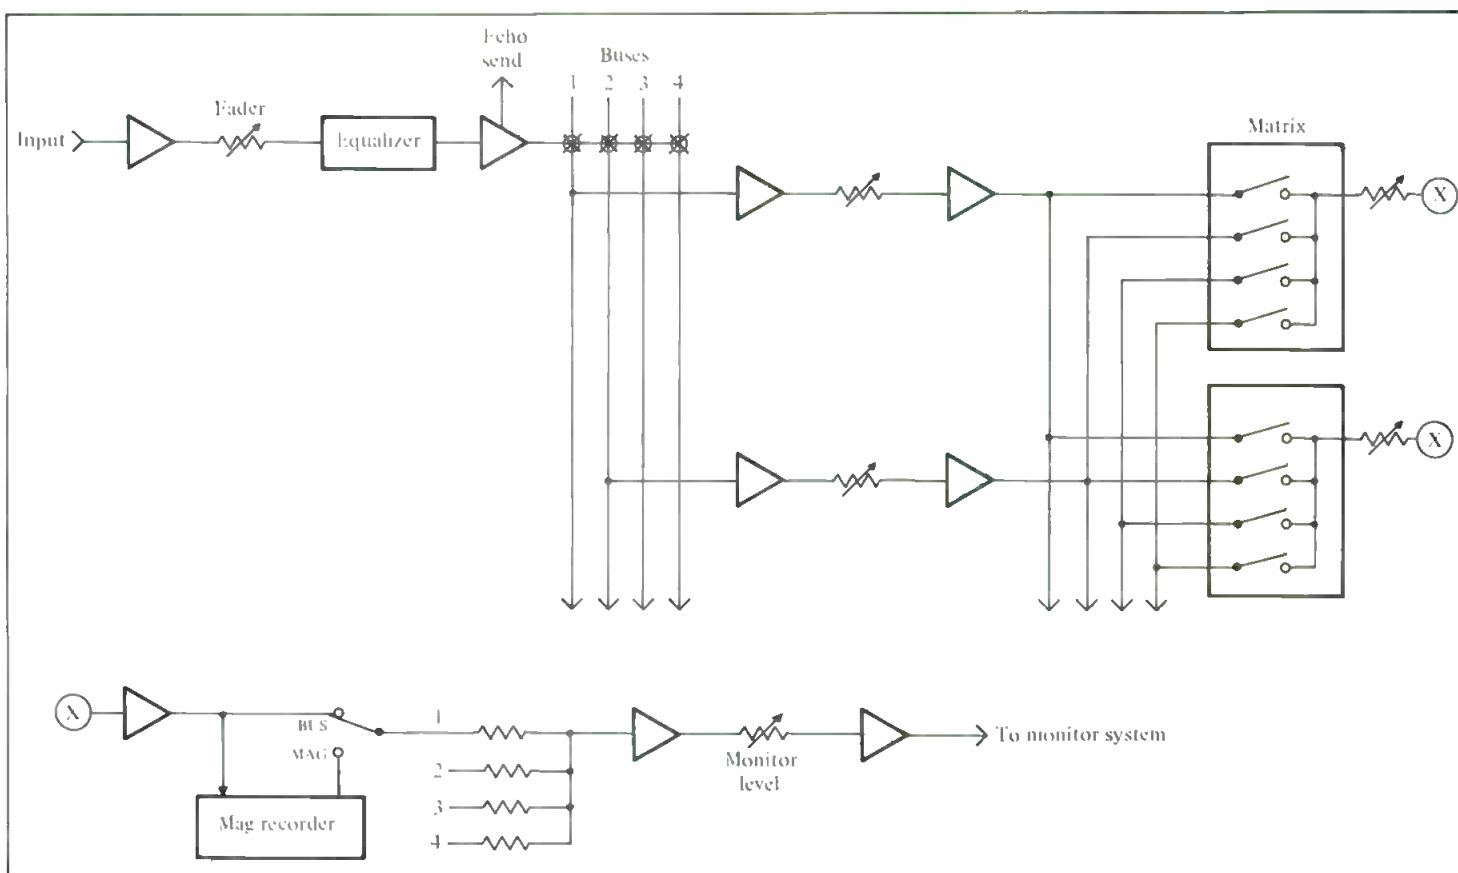 Echo
send
Buses
1 2 3 4
Fader
Input
Equalizer
Matrix
X
X
X
BUS
MAG
Mag recorder
1
2
3
4
Monitor
level
To monitor system